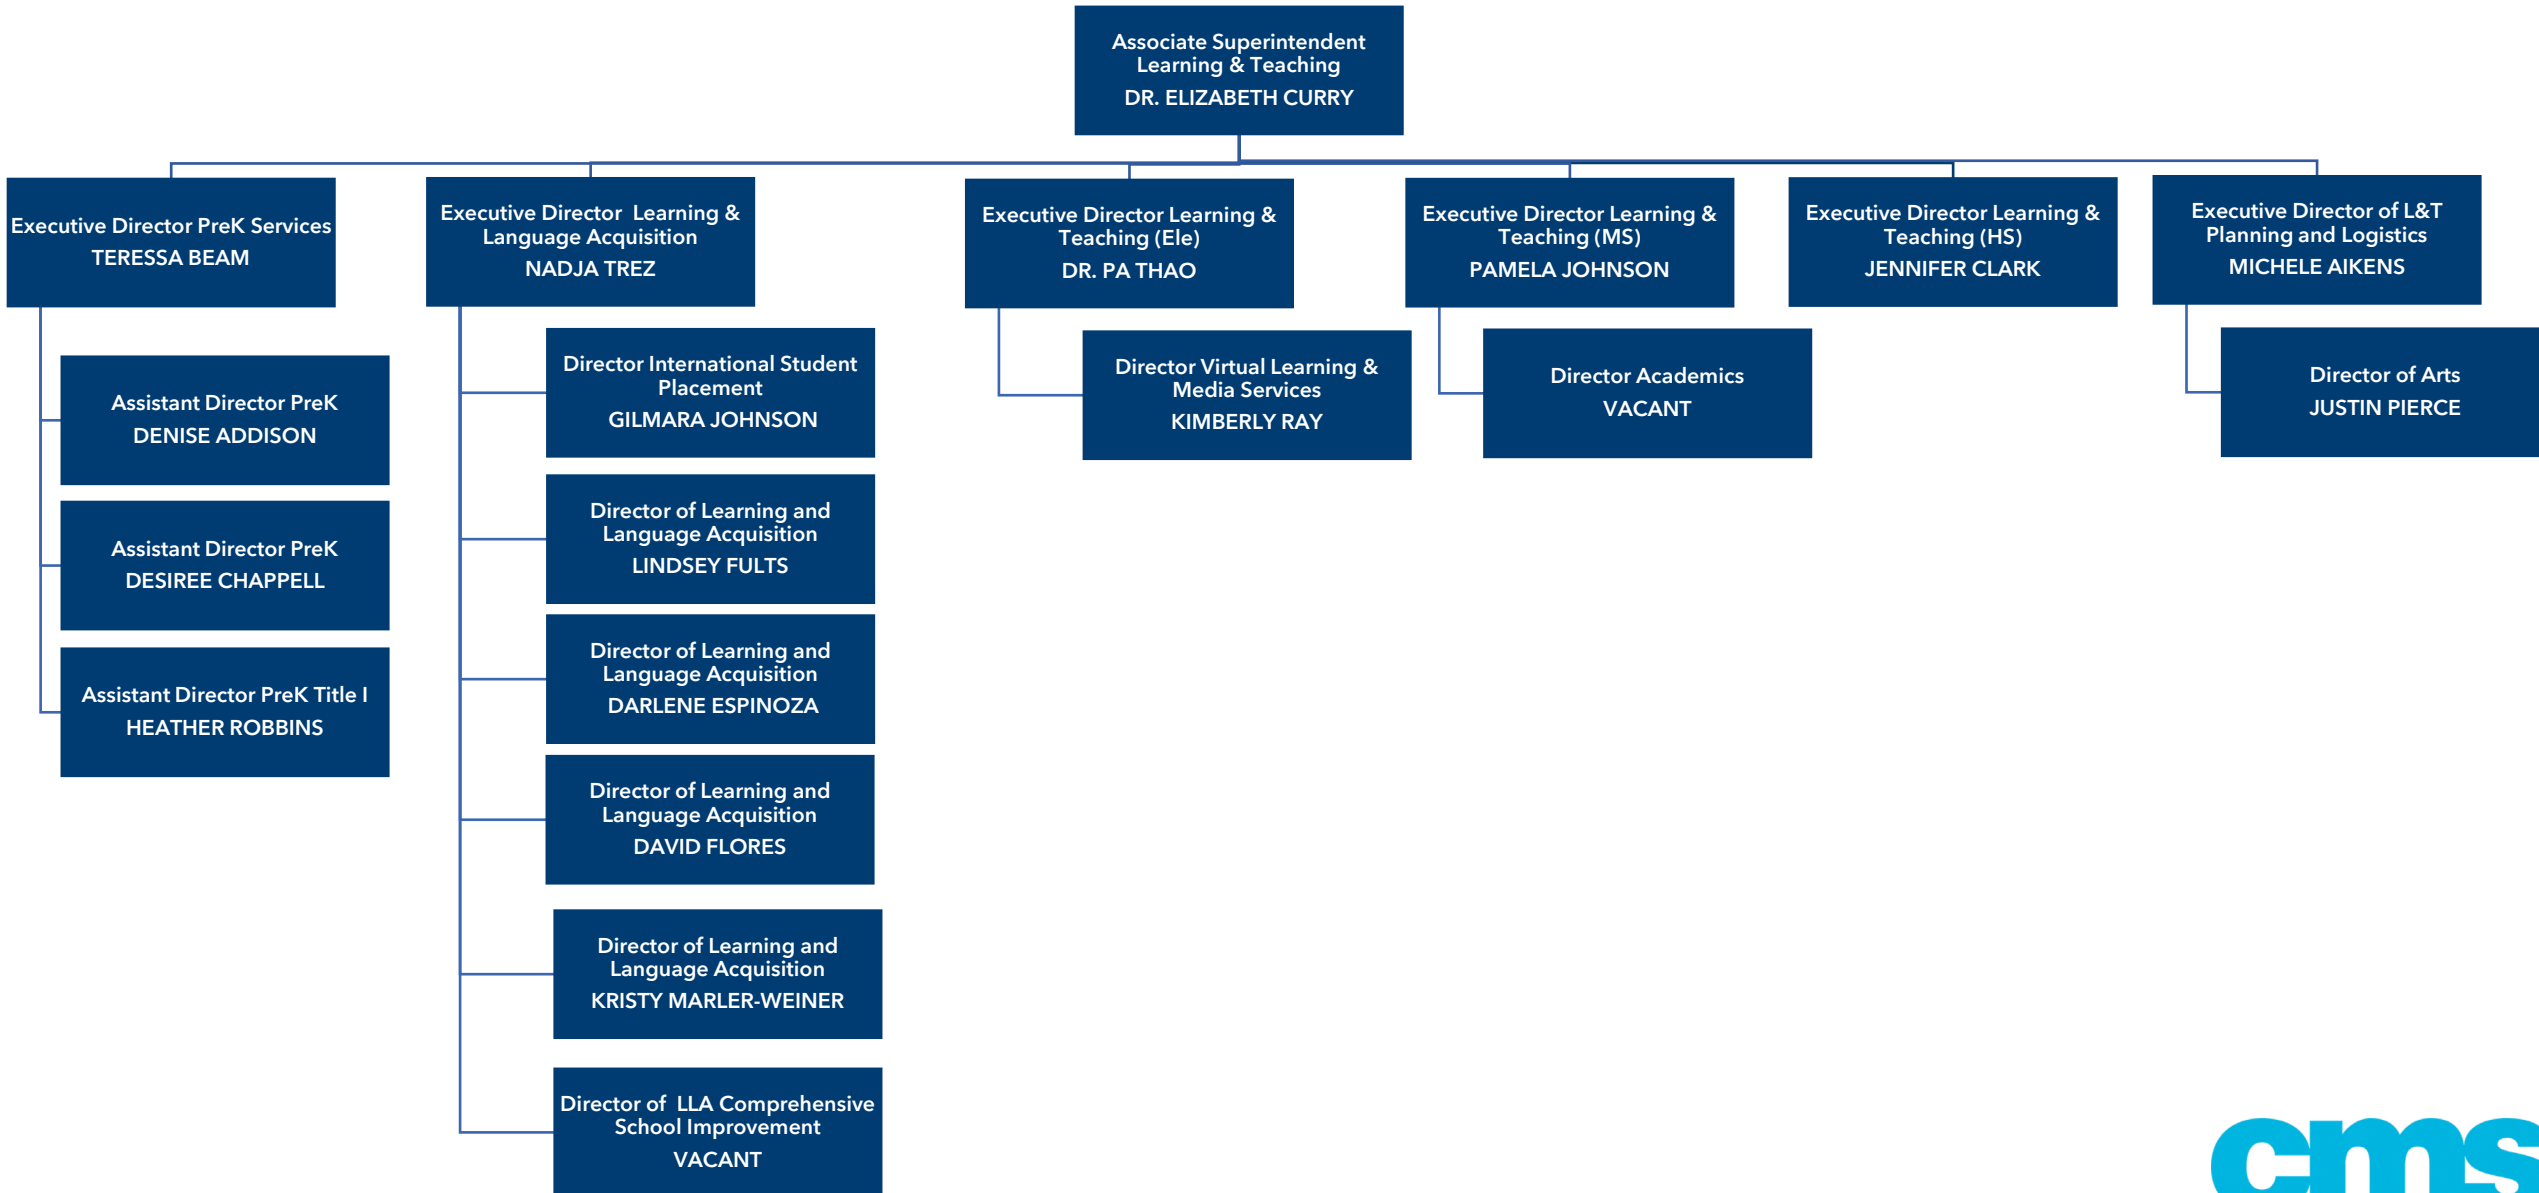 Associate Superintendent
Learning & Teaching
DR. ELIZABETH CURRY
Executive Director PreK Services
TERESSA BEAM
Executive Director Learning &
Language Acquisition
NADJA TREZ
Executive Director Learning &
Teaching (Ele)
DR. PA THAO
Executive Director Learning &
Teaching (MS)
PAMELA JOHNSON
Executive Director Learning &
Teaching (HS)
JENNIFER CLARK
Executive Director of L&T
Planning and Logistics
MICHELE AIKENS
Assistant Director PreK
DENISE ADDISON
Assistant Director PreK
DESIREE CHAPPELL
Assistant Director PreK Title I
HEATHER ROBBINS
Director International Student
Placement
GILMARA JOHNSON
Director of Learning and
Language Acquisition
LINDSEY FULTS
Director of Learning and
Language Acquisition
DARLENE ESPINOZA
Director of Learning and
Language Acquisition
DAVID FLORES
Director of Learning and
Language Acquisition
KRISTY MARLER-WEINER
Director of LLA Comprehensive
School Improvement
VACANT
Director Virtual Learning &
Media Services
KIMBERLY RAY
Director Academics
VACANT
Director of Arts
JUSTIN PIERCE
cms